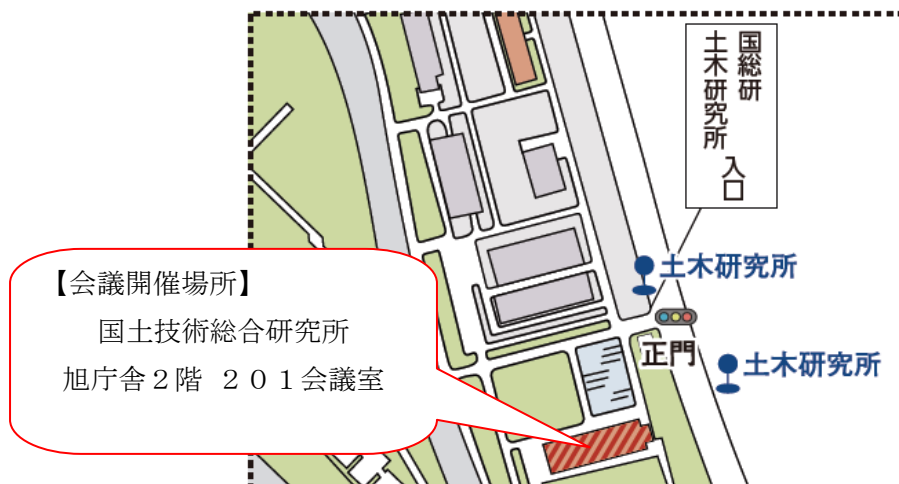 国総研
土木研究所 入口
【会議開催場所】
国土技術総合研究所
旭庁舎２階 ２０１会議室
土木研究所
正門
土木研究所